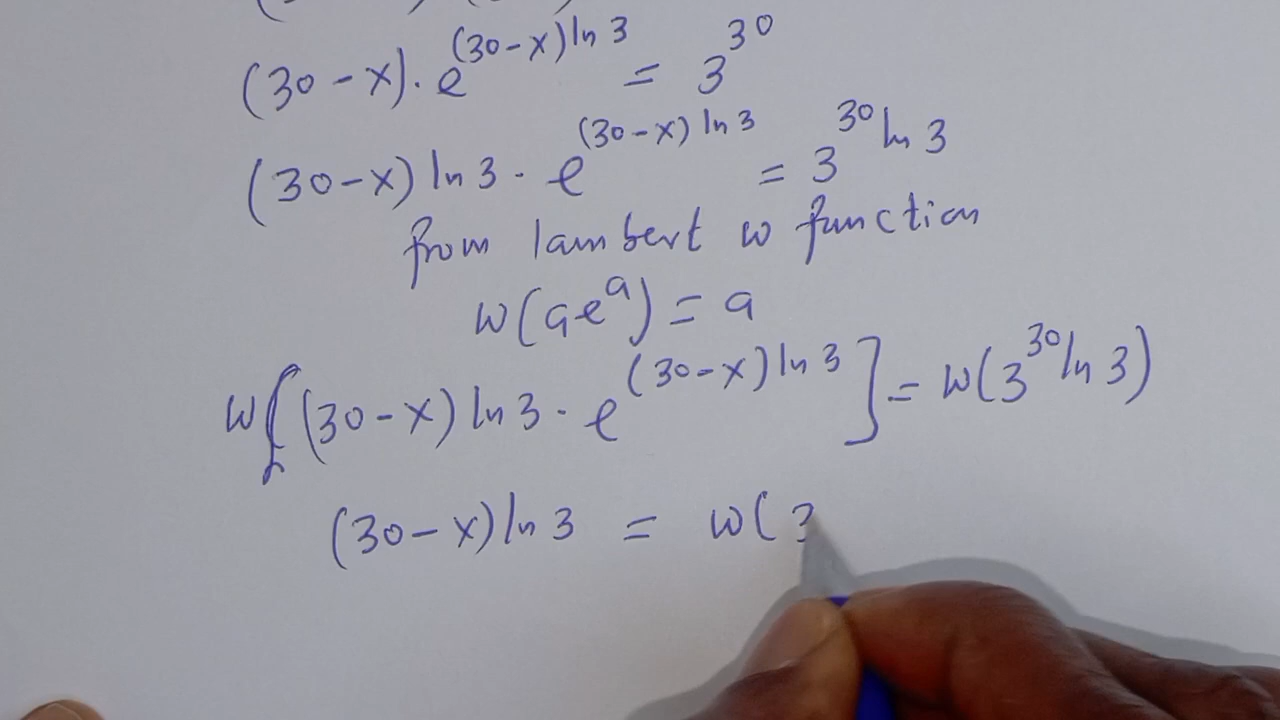 (30-x).e^(30-x)ln 3 = 3^30
(30-x) ln 3 . e^(30-x) ln 3 = 3^30 ln 3
from lambert w function
w(ae^a) = a
w[(30-x) ln 3 . e^(30-x) ln 3] = w(3^30 ln 3)
(30-x) ln 3 = w(3